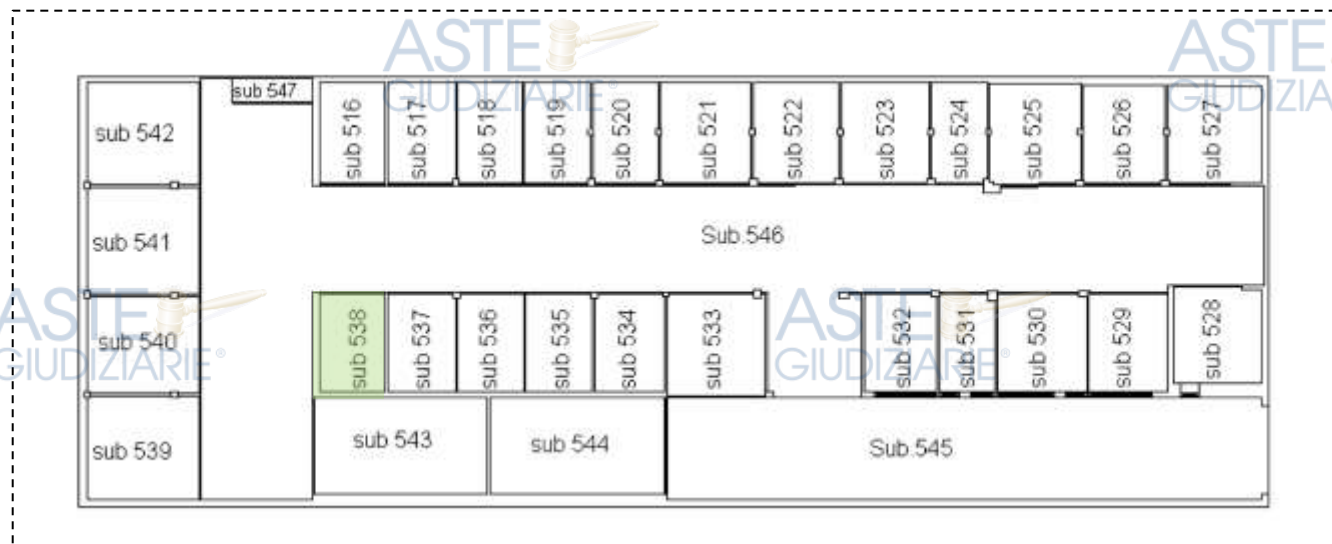 ASTE
GIUDIZIARIE®
ASTE
GIUDIZIA
sub 547
sub 542
sub 516
sub 517
sub 518
sub 519
sub 520
sub 521
sub 522
sub 523
sub 524
sub 525
sub 526
sub 527
sub 541
Sub.546
ASTE
GIUDIZIARIE®
ASTE
GIUDIZIARIE®
sub 540
sub 538
sub 537
sub 536
sub 535
sub 534
sub 533
sub 532
sub 531
sub 530
sub 529
sub 528
sub 539
sub 543
sub 544
Sub.545